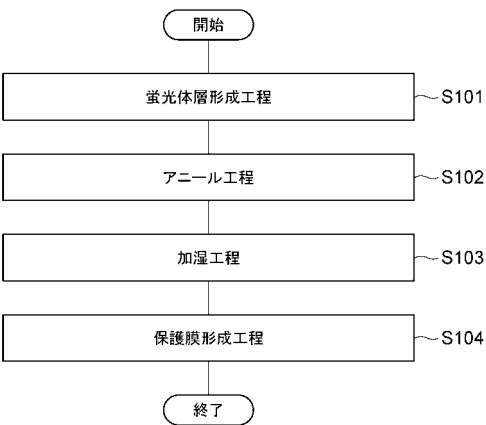 開始
蛍光体層形成工程 S101
アニール工程 S102
加湿工程 S103
保護膜形成工程 S104
終了